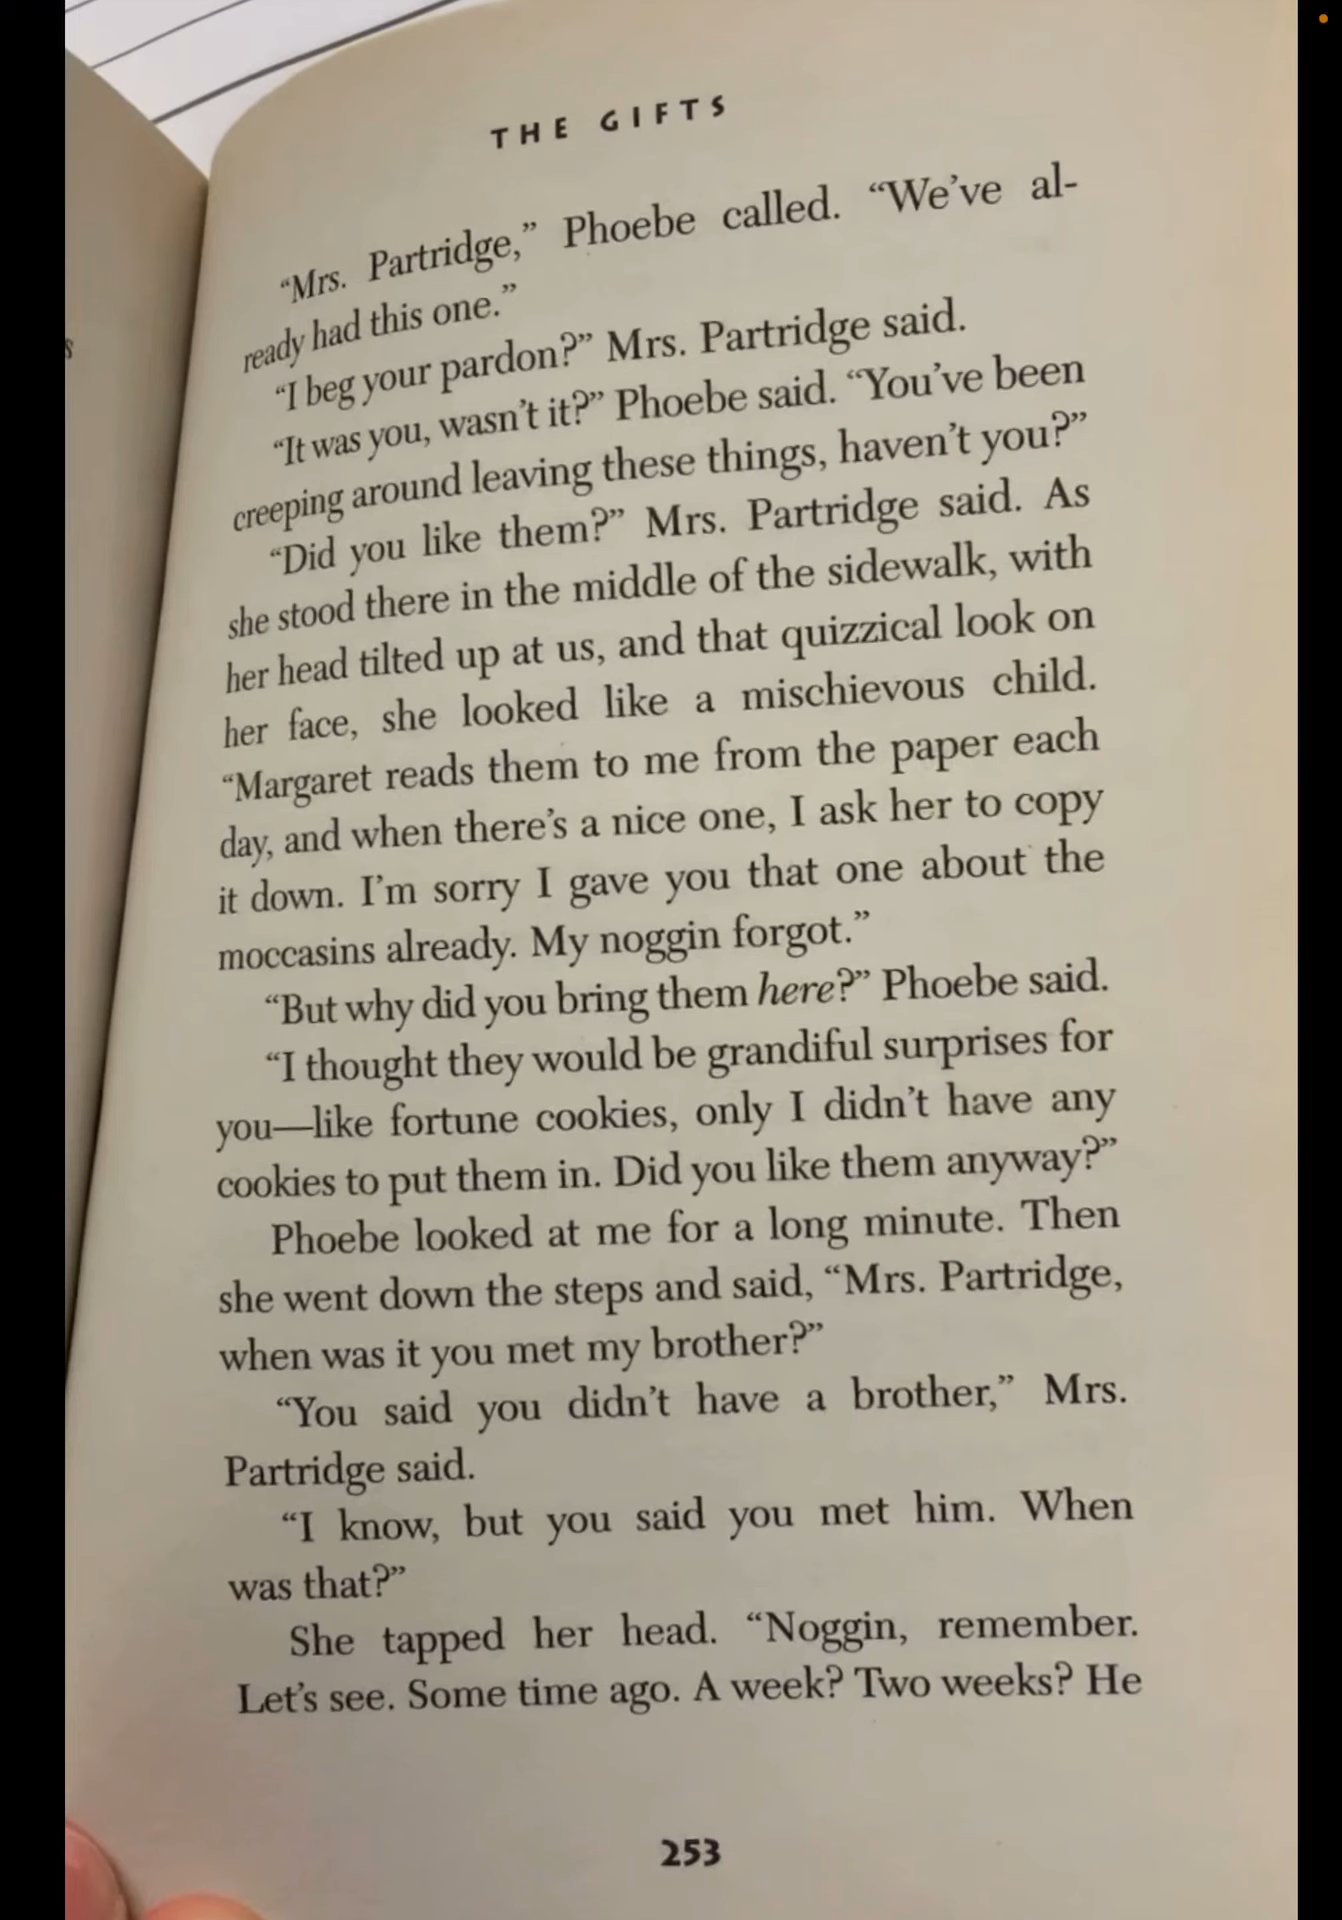 THE GIFTS
“Mrs. Partridge,” Phoebe called. “We’ve al-
ready had this one.”
“I beg your pardon?” Mrs. Partridge said.
“It was you, wasn’t it?” Phoebe said. “You’ve been
creeping around leaving these things, haven’t you?”
“Did you like them?” Mrs. Partridge said. As
she stood there in the middle of the sidewalk, with
her head tilted up at us, and that quizzical look on
her face, she looked like a mischievous child.
“Margaret reads them to me from the paper each
day, and when there’s a nice one, I ask her to copy
it down. I’m sorry I gave you that one about the
moccasins already. My noggin forgot.”
“But why did you bring them here?” Phoebe said.
“I thought they would be grandiful surprises for
you—like fortune cookies, only I didn’t have any
cookies to put them in. Did you like them anyway?”
Phoebe looked at me for a long minute. Then
she went down the steps and said, “Mrs. Partridge,
when was it you met my brother?”
“You said you didn’t have a brother,” Mrs.
Partridge said.
“I know, but you said you met him. When
was that?”
She tapped her head. “Noggin, remember.
Let’s see. Some time ago. A week? Two weeks? He
253